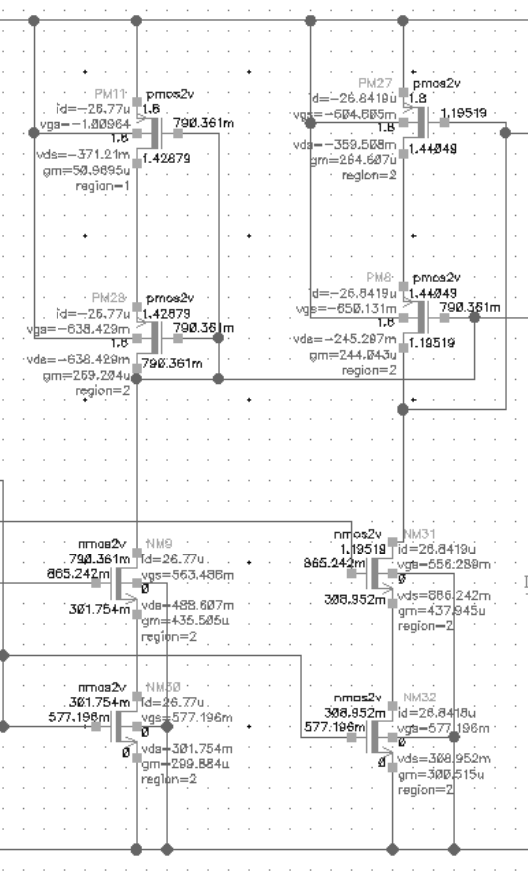 PM11 pmos2v
id=-26.77u 1.8
vgs=-1.00964 790.361m
1.8
vds=-371.21m 1.42879
gm=50.9695u
region=1
PM27 pmos2v
id=-26.8419u 1.8
vgs=-604.805m 1.19519
1.8
vds=-359.508m 1.44049
gm=264.607u
region=2
PM28 pmos2v
id=-26.77u 1.42879
vgs=-638.429m 790.361m
1.8
vds=-638.429m 790.361m
gm=269.204u
region=2
PM6 pmos2v
id=-26.8419u 1.44049
vgs=-650.131m 790.361m
1.8
vds=-245.297m 1.19519
gm=244.043u
region=2
nmos2v NM9
790.361m id=26.77u
865.242m vgs=563.488m
0
301.754m vds=488.607m
gm=435.505u
region=2
nmos2v NM31
1.19519 id=26.8419u
865.242m vgs=556.289m
0
308.952m vds=886.242m
gm=437.945u
region=2
nmos2v NM30
301.754m id=26.77u
577.196m vgs=577.196m
0
0 vds=301.754m
gm=299.884u
region=2
nmos2v NM32
308.952m id=26.8418u
577.196m vgs=577.196m
0
0 vds=308.952m
gm=300.515u
region=2